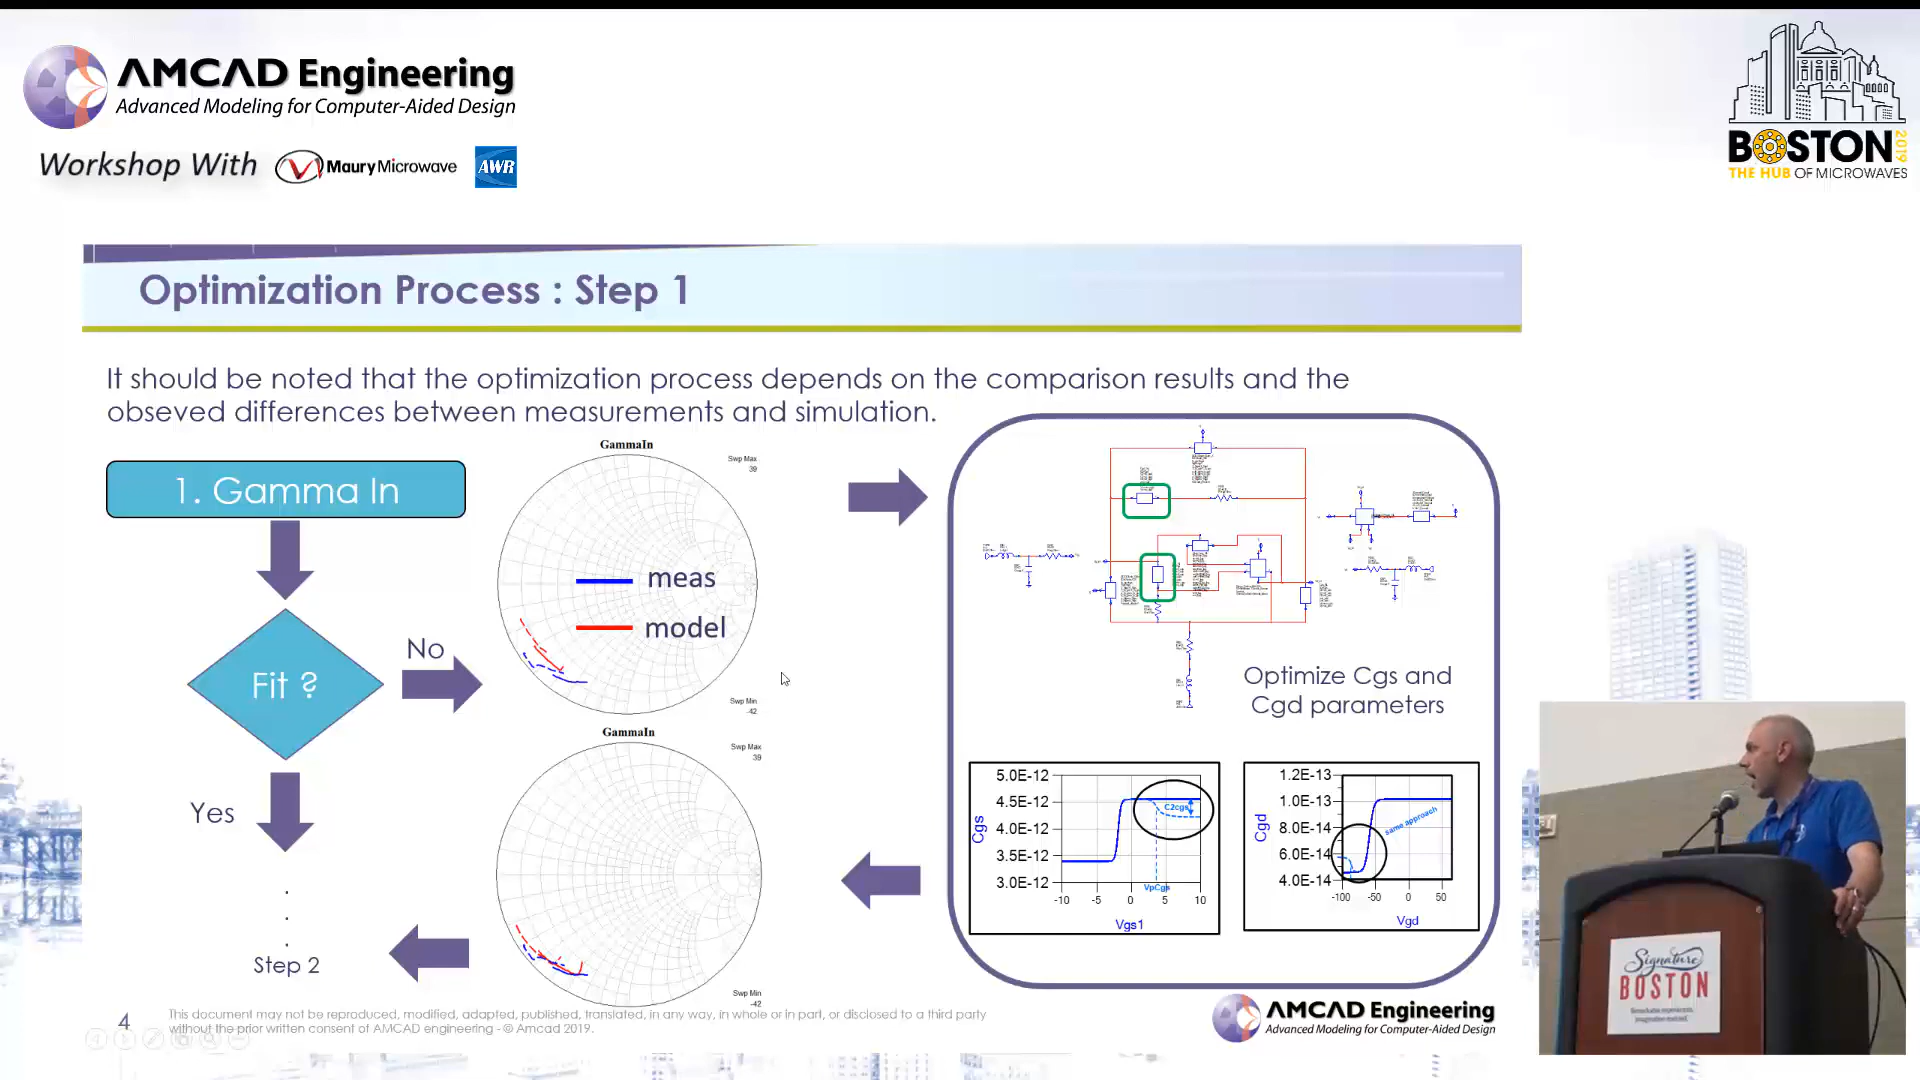 AMCAD Engineering
Advanced Modeling for Computer-Aided Design
Workshop With Maury Microwave AWR
BOSTON 2019
THE HUB OF MICROWAVES
Optimization Process : Step 1
It should be noted that the optimization process depends on the comparison results and the
obseved differences between measurements and simulation.
1. Gamma In
Fit ?
No
Yes
.
.
.
Step 2
GammaIn
Swp Max
39
meas
model
Swp Min
-42
GammaIn
Swp Max
39
Swp Min
-42
Optimize Cgs and
Cgd parameters
5.0E-12
4.5E-12
4.0E-12
3.5E-12
3.0E-12
Cgs
C2cgs
VpCgs
-10 -5 0 5 10
Vgs1
1.2E-13
1.0E-13
8.0E-14
6.0E-14
4.0E-14
Cgd
same approach
-100 -50 0 50
Vgd
Signature
BOSTON
4
This document may not be reproduced, modified, adapted, published, translated, in any way, in whole or in part, or disclosed to a third party
without the prior written consent of AMCAD engineering - © Amcad 2019.
AMCAD Engineering
Advanced Modeling for Computer-Aided Design